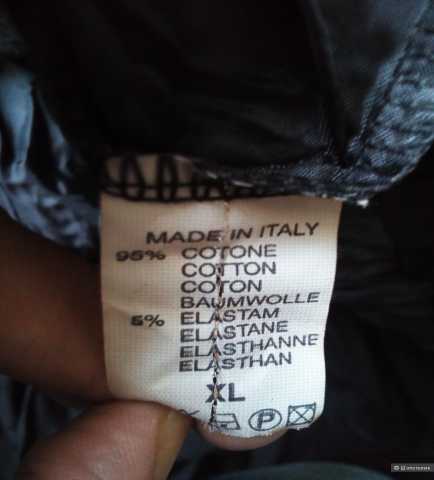 MADE IN ITALY
95% COTONE
COTTON
COTON
BAUMWOLLE
5% ELASTAM
ELASTANE
ELASTHANNE
ELASTHAN
XL
P